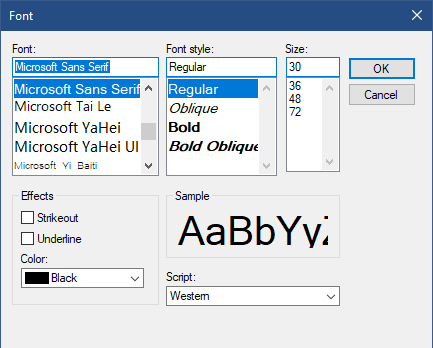 Font
Font:
Font style:
Size:
Microsoft Sans Serif
Regular
30
OK
Microsoft Sans Serif
Microsoft Tai Le
Microsoft YaHei
Microsoft YaHei UI
Microsoft Yi Baiti
Regular
Oblique
Bold
Bold Oblique
36
48
72
Cancel
Effects
Strikeout
Underline
Color:
Black
Sample
AaBbYyZ
Script:
Western